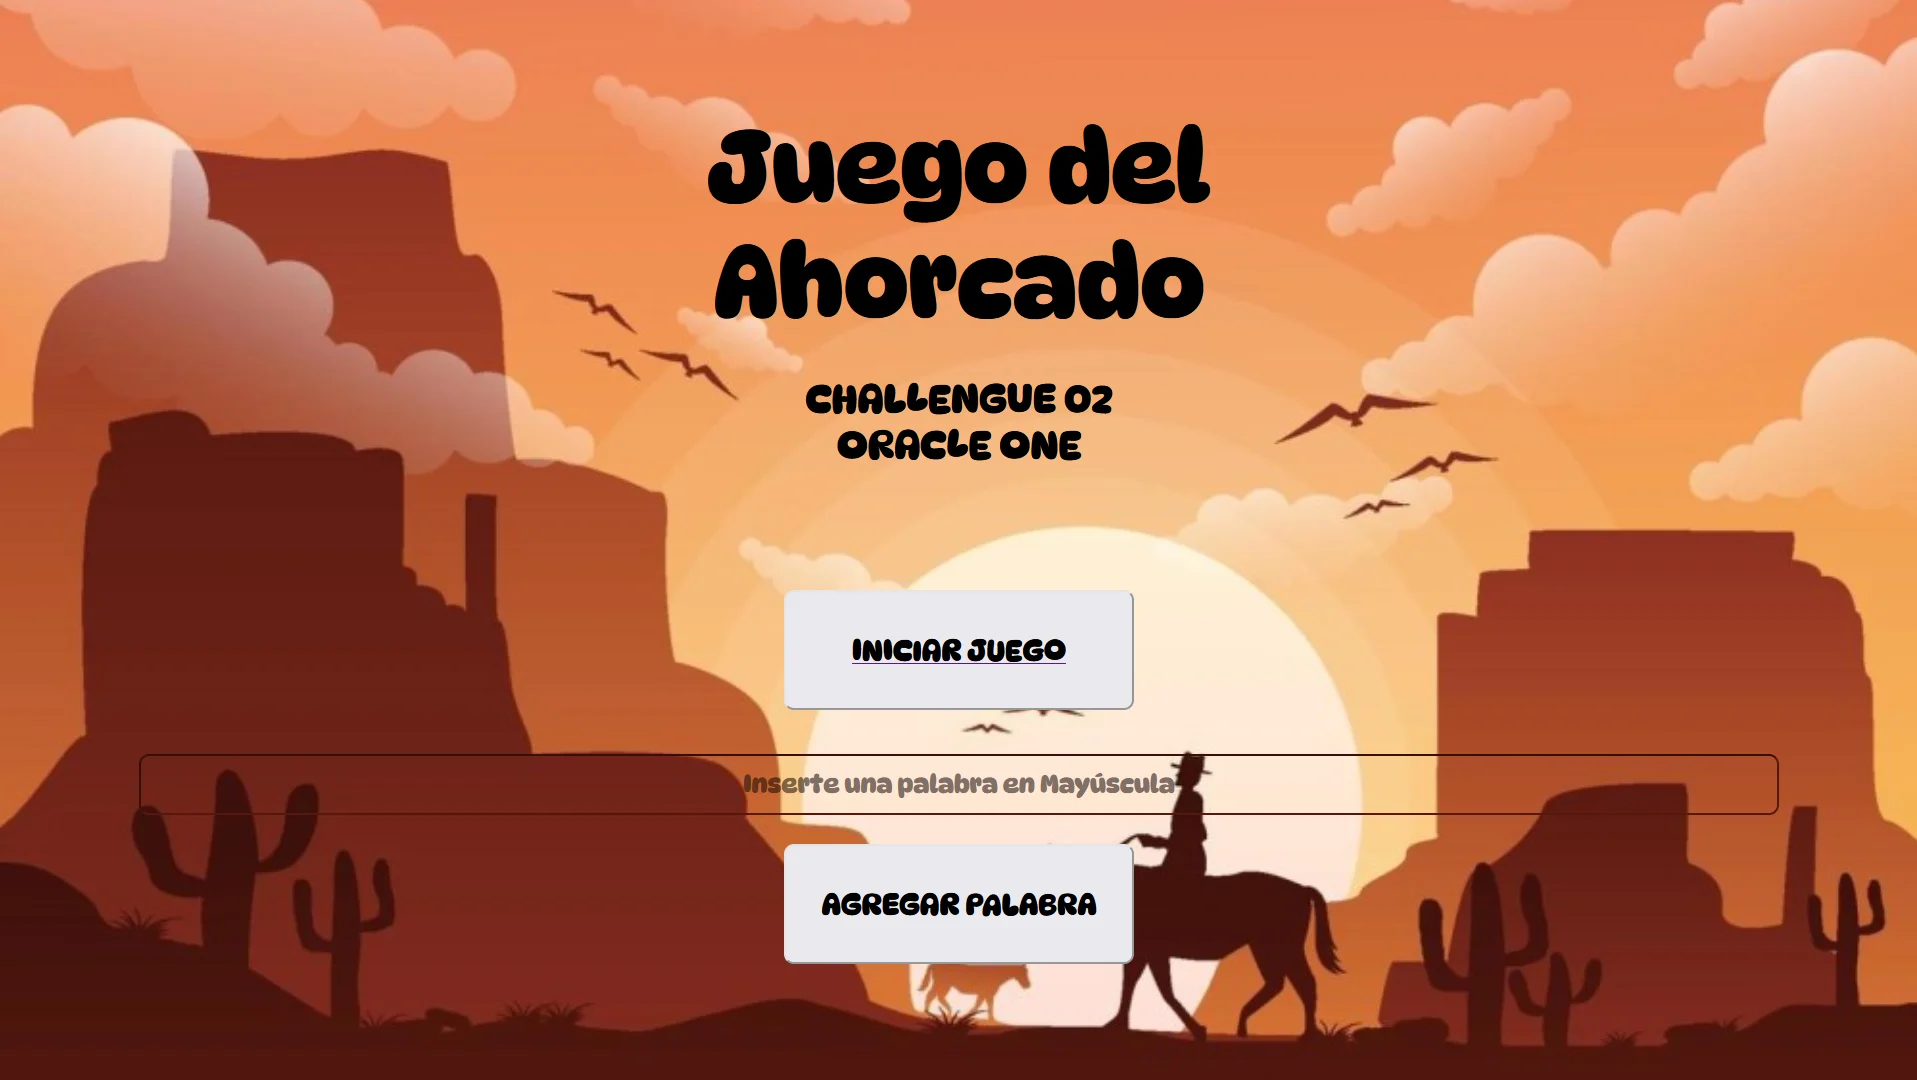 Juego del
Ahorcado
CHALLENGUE 02
ORACLE ONE
INICIAR JUEGO
Inserte una palabra en Mayúscula
AGREGAR PALABRA